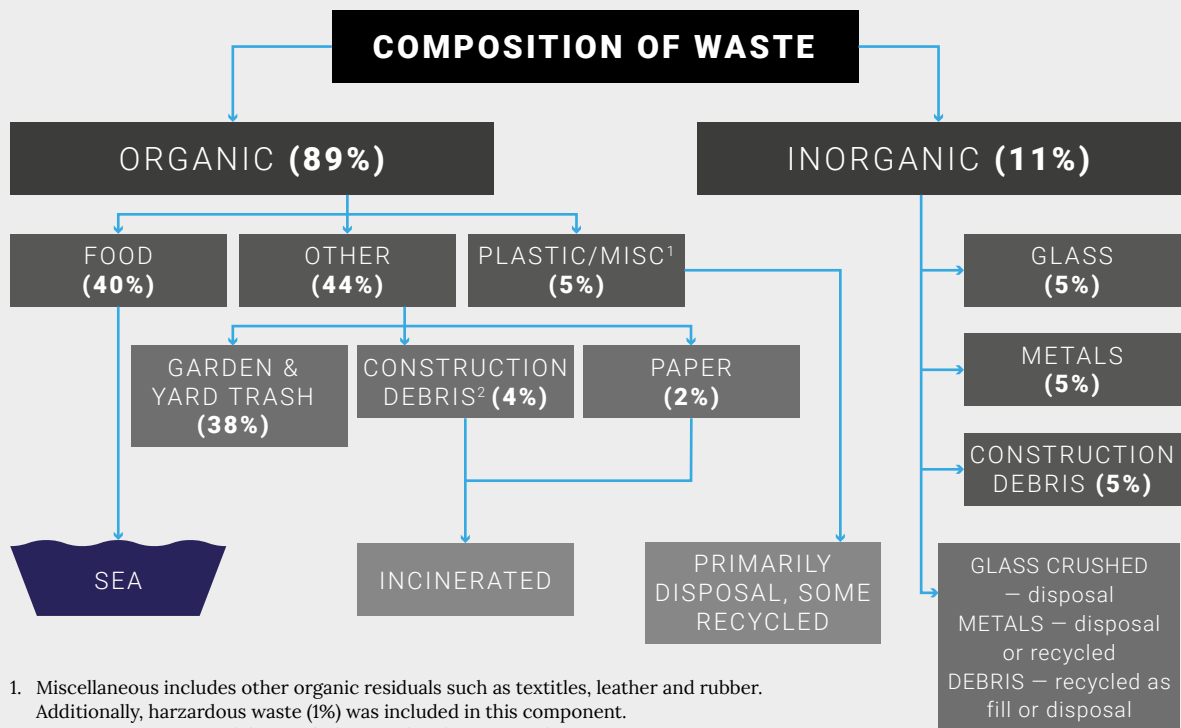 COMPOSITION OF WASTE
ORGANIC (89%)
INORGANIC (11%)
FOOD
(40%)
OTHER
(44%)
PLASTIC/MISC¹
(5%)
GLASS
(5%)
GARDEN &
YARD TRASH
(38%)
CONSTRUCTION
DEBRIS² (4%)
PAPER
(2%)
METALS
(5%)
CONSTRUCTION
DEBRIS (5%)
SEA
INCINERATED
PRIMARILY
DISPOSAL, SOME
RECYCLED
GLASS CRUSHED
— disposal
METALS — disposal
or recycled
DEBRIS — recycled as
fill or disposal
1. Miscellaneous includes other organic residuals such as textitles, leather and rubber.
Additionally, harzardous waste (1%) was included in this component.